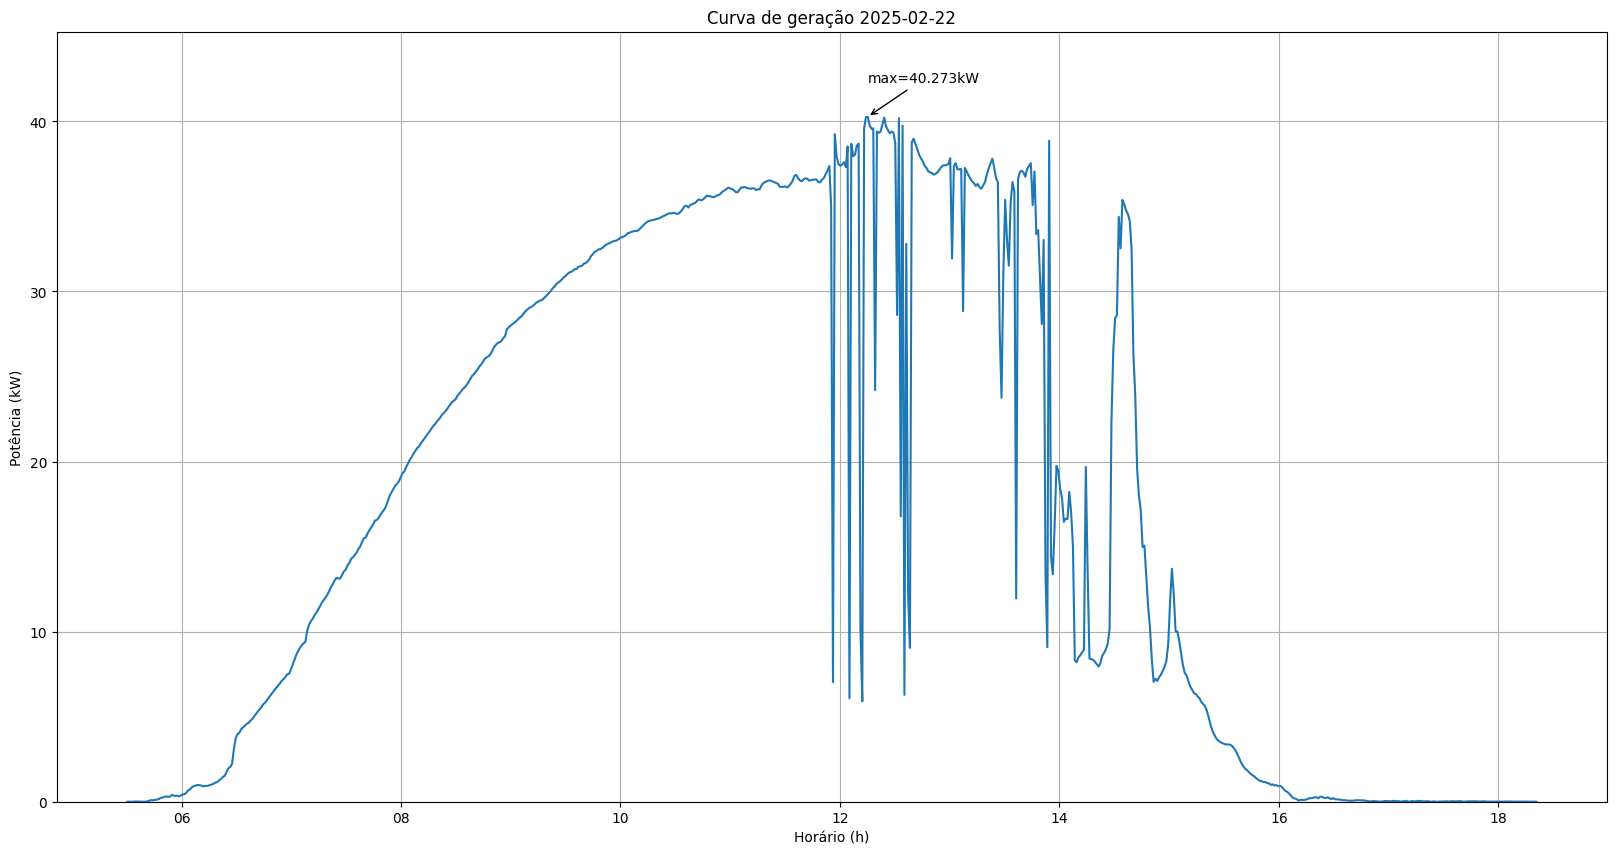 Curva de geração 2025-02-22
max=40.273kW
40
30
20
10
0
Potência (kW)
06 08 10 12 14 16 18
Horário (h)